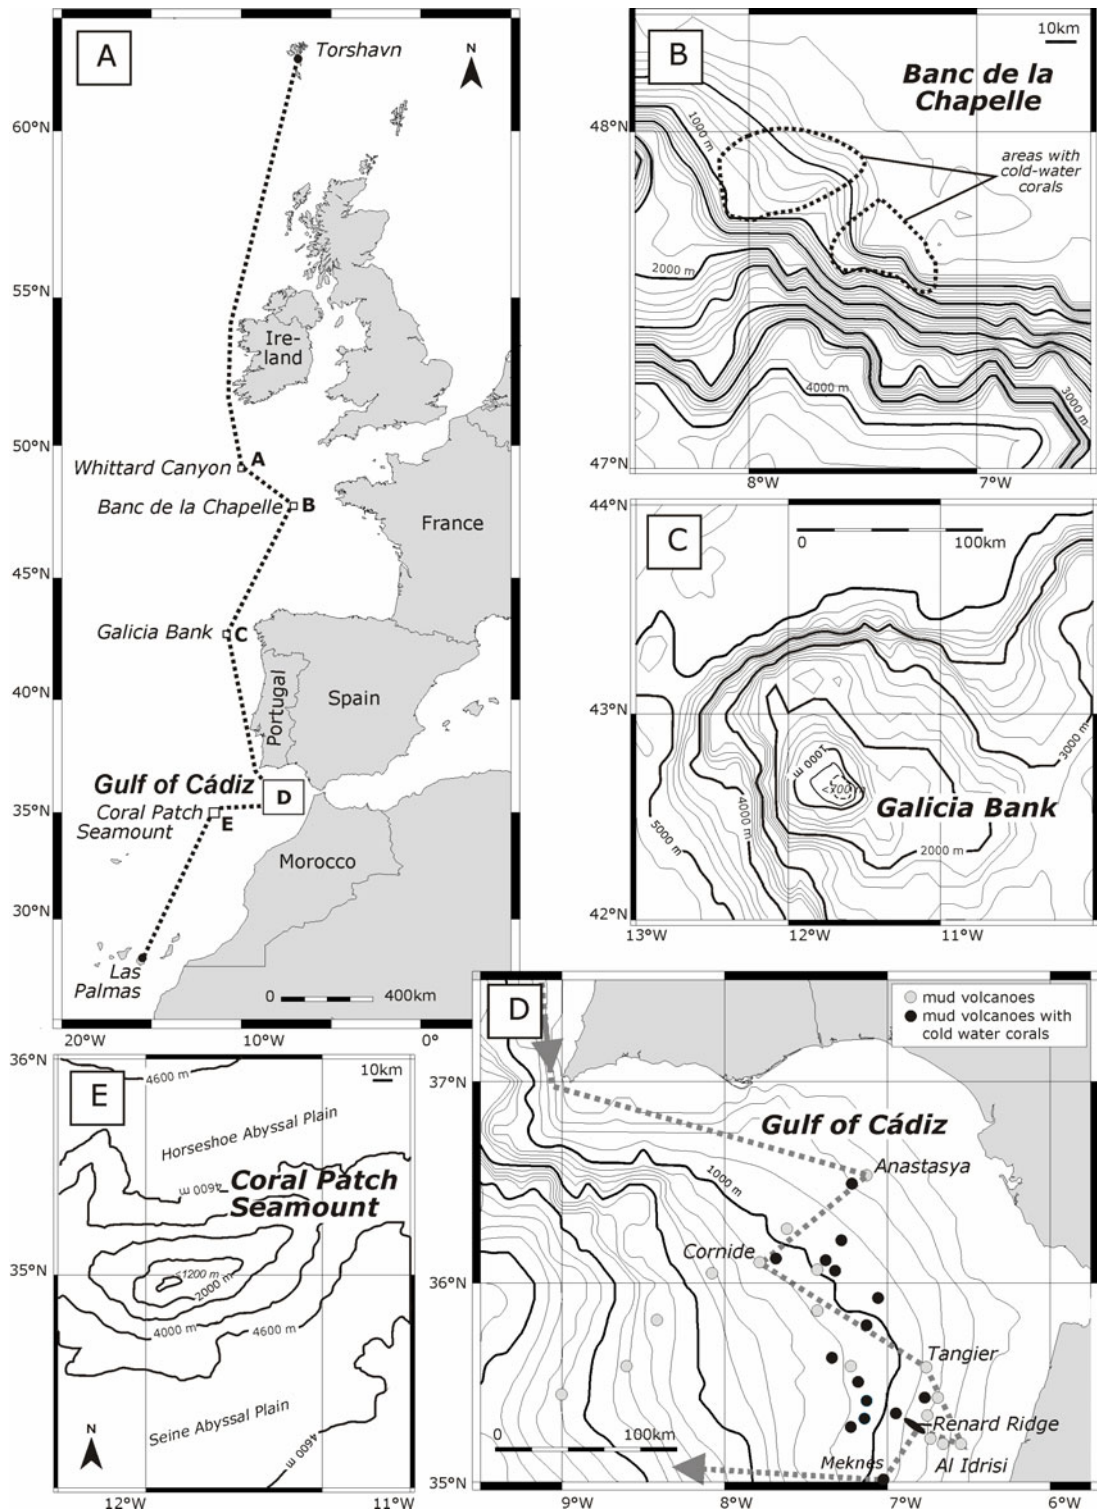 A
N
Torshavn
60°N
55°N
Ire-
land
50°N
Whittard Canyon
A
Banc de la Chapelle
B
France
45°N
Galicia Bank
C
40°N
Portugal
Spain
Gulf of Cádiz
D
35°N
Coral Patch
Seamount
E
Morocco
30°N
Las
Palmas
0 400km
20°W 10°W 0°
B
10km
Banc de la
Chapelle
48°N
1000 m
areas with
cold-water
corals
2000 m
4000 m
3000 m
47°N
8°W 7°W
44°N
C
0 100km
43°N
1000 m
<700 m
Galicia Bank
3000 m
4000 m
5000 m
2000 m
42°N
13°W 12°W 11°W
D
mud volcanoes
mud volcanoes with
cold water corals
37°N
Gulf of Cádiz
Anastasya
1000 m
Cornide
36°N
Tangier
Renard Ridge
0 100km
Meknes
Al Idrisi
35°N
9°W 8°W 7°W 6°W
36°N
E
4600 m
10km
Horseshoe Abyssal Plain
4600 m
Coral Patch
Seamount
35°N
<1200 m
2000 m
4000 m
4600 m
Seine Abyssal Plain
N
4600 m
12°W 11°W